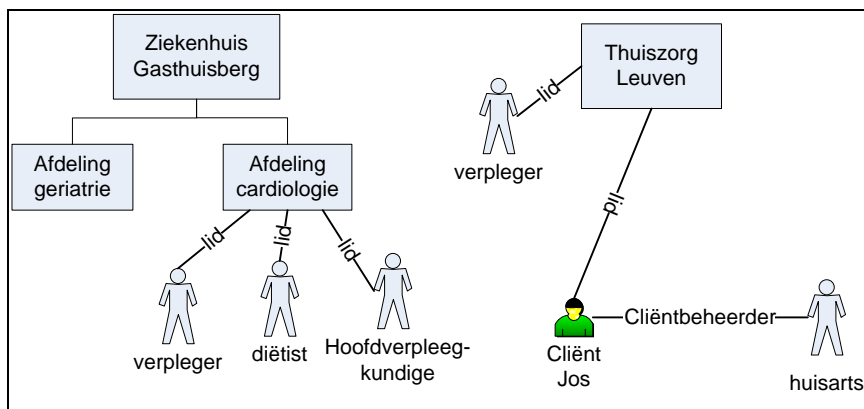 Ziekenhuis
Gasthuisberg
Thuiszorg
Leuven
lid
verpleger
Afdeling
geriatrie
Afdeling
cardiologie
lid
lid
lid
lid
verpleger
diëtist
Hoofdverpleeg-
kundige
Cliëntbeheerder
Cliënt
Jos
huisarts